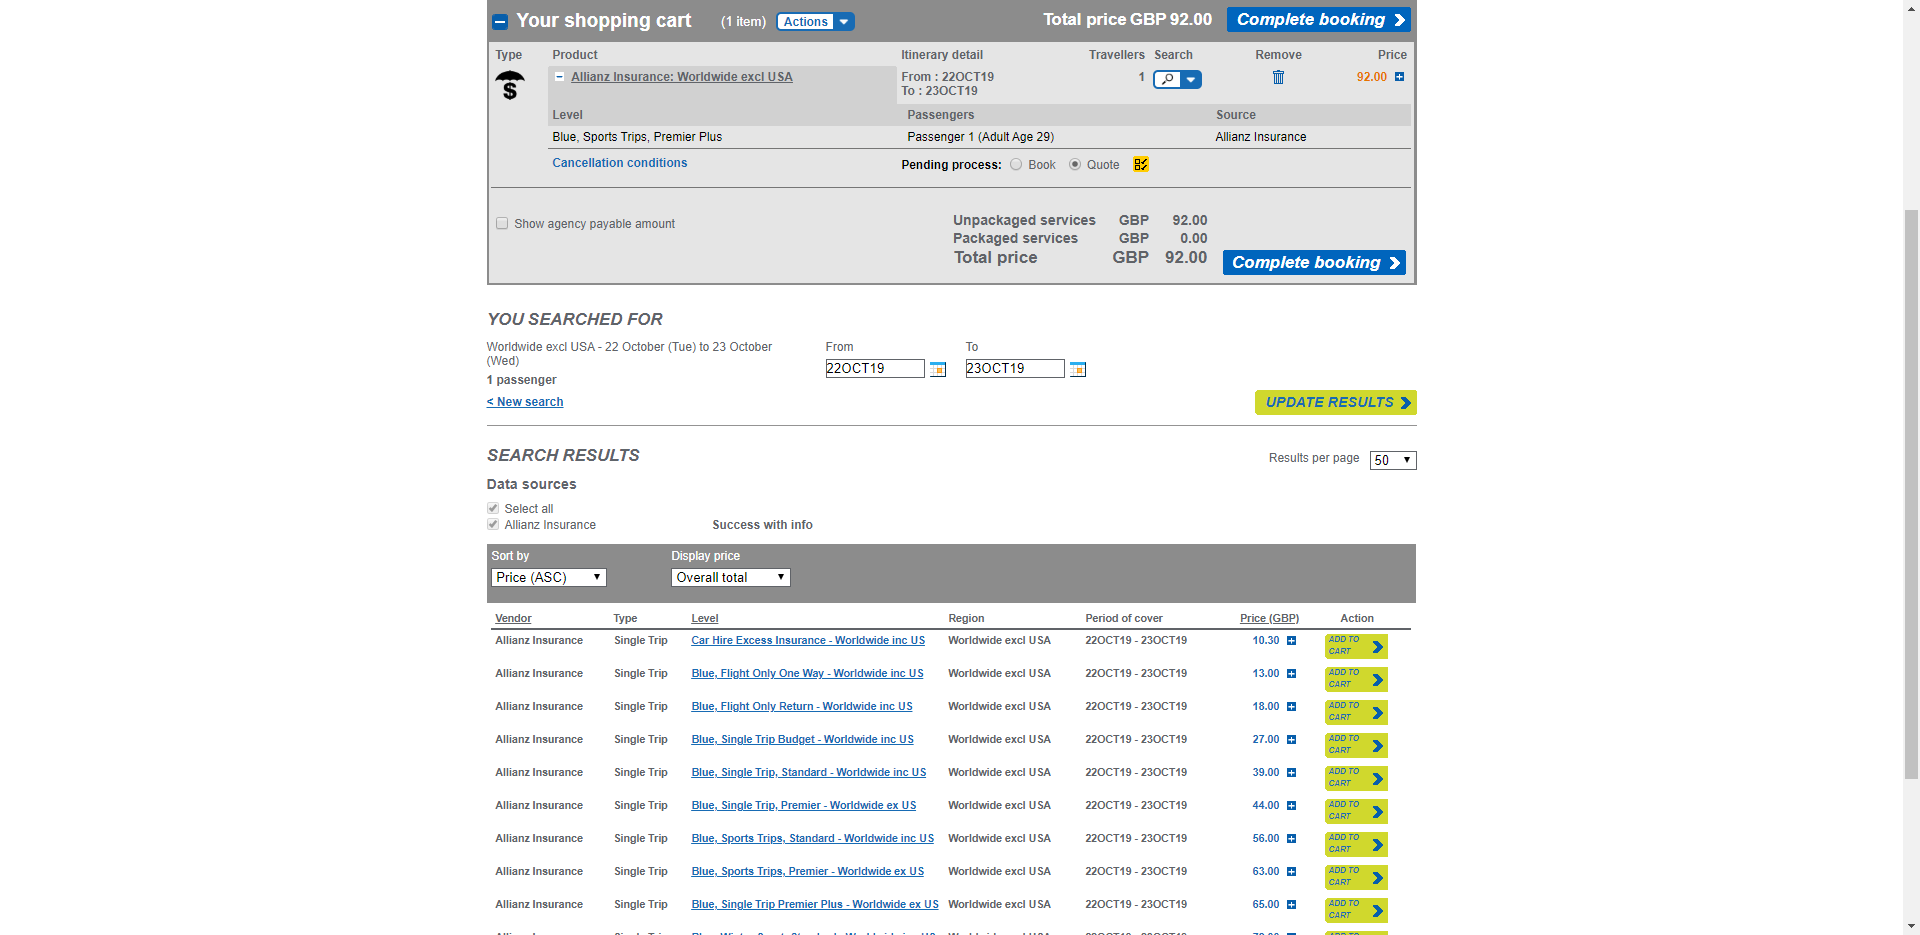 Your shopping cart (1 item) Actions Total price GBP 92.00 Complete booking
Type Product Itinerary detail Travellers Search Remove Price
Allianz Insurance: Worldwide excl USA From : 22OCT19 1 92.00
To : 23OCT19
$
Level Passengers Source
Blue, Sports Trips, Premier Plus Passenger 1 (Adult Age 29) Allianz Insurance
Cancellation conditions Pending process: Book Quote
Show agency payable amount Unpackaged services GBP 92.00
Packaged services GBP 0.00
Total price GBP 92.00 Complete booking
YOU SEARCHED FOR
Worldwide excl USA - 22 October (Tue) to 23 October From To
(Wed)
22OCT19 23OCT19
1 passenger
< New search UPDATE RESULTS
SEARCH RESULTS Results per page 50
Data sources
Select all
Allianz Insurance Success with info
Sort by Display price
Price (ASC) Overall total
Vendor Type Level Region Period of cover Price (GBP) Action
Allianz Insurance Single Trip Car Hire Excess Insurance - Worldwide inc US Worldwide excl USA 22OCT19 - 23OCT19 10.30 ADD TO
CART
Allianz Insurance Single Trip Blue, Flight Only One Way - Worldwide inc US Worldwide excl USA 22OCT19 - 23OCT19 13.00 ADD TO
CART
Allianz Insurance Single Trip Blue, Flight Only Return - Worldwide inc US Worldwide excl USA 22OCT19 - 23OCT19 18.00 ADD TO
CART
Allianz Insurance Single Trip Blue, Single Trip Budget - Worldwide inc US Worldwide excl USA 22OCT19 - 23OCT19 27.00 ADD TO
CART
Allianz Insurance Single Trip Blue, Single Trip, Standard - Worldwide inc US Worldwide excl USA 22OCT19 - 23OCT19 39.00 ADD TO
CART
Allianz Insurance Single Trip Blue, Single Trip, Premier - Worldwide ex US Worldwide excl USA 22OCT19 - 23OCT19 44.00 ADD TO
CART
Allianz Insurance Single Trip Blue, Sports Trips, Standard - Worldwide inc US Worldwide excl USA 22OCT19 - 23OCT19 56.00 ADD TO
CART
Allianz Insurance Single Trip Blue, Sports Trips, Premier - Worldwide ex US Worldwide excl USA 22OCT19 - 23OCT19 63.00 ADD TO
CART
Allianz Insurance Single Trip Blue, Single Trip Premier Plus - Worldwide ex US Worldwide excl USA 22OCT19 - 23OCT19 65.00 ADD TO
CART